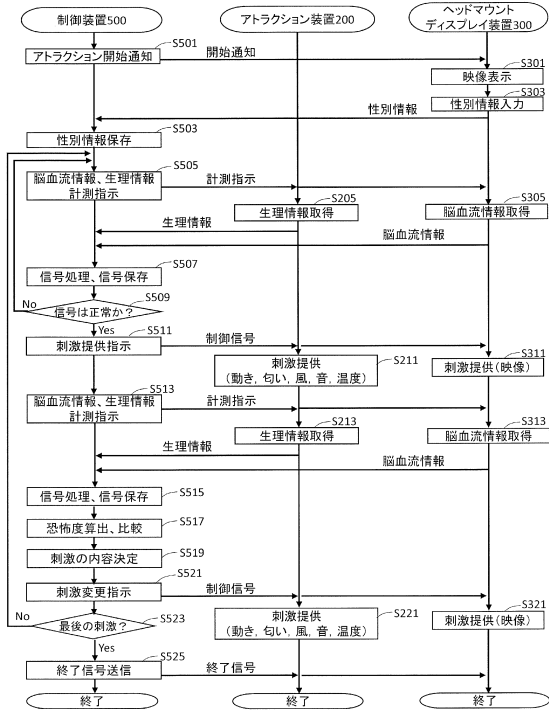 制御装置500
アトラクション装置200
ヘッドマウント
ディスプレイ装置300
S501
アトラクション開始通知
開始通知
S301
映像表示
S303
性別情報入力
性別情報
S503
性別情報保存
S505
脳血流情報、生理情報
計測指示
計測指示
S205
生理情報取得
S305
脳血流情報取得
生理情報
脳血流情報
S507
信号処理、信号保存
S509
No
信号は正常か？
Yes
S511
刺激提供指示
制御信号
S211
刺激提供
(動き, 匂い, 風, 音, 温度)
S311
刺激提供(映像)
S513
脳血流情報、生理情報
計測指示
計測指示
S213
生理情報取得
S313
脳血流情報取得
生理情報
脳血流情報
S515
信号処理、信号保存
S517
恐怖度算出、比較
S519
刺激の内容決定
S521
刺激変更指示
制御信号
S221
刺激提供
(動き, 匂い, 風, 音, 温度)
S321
刺激提供(映像)
No
S523
最後の刺激？
Yes
S525
終了信号送信
終了信号
終了
終了
終了